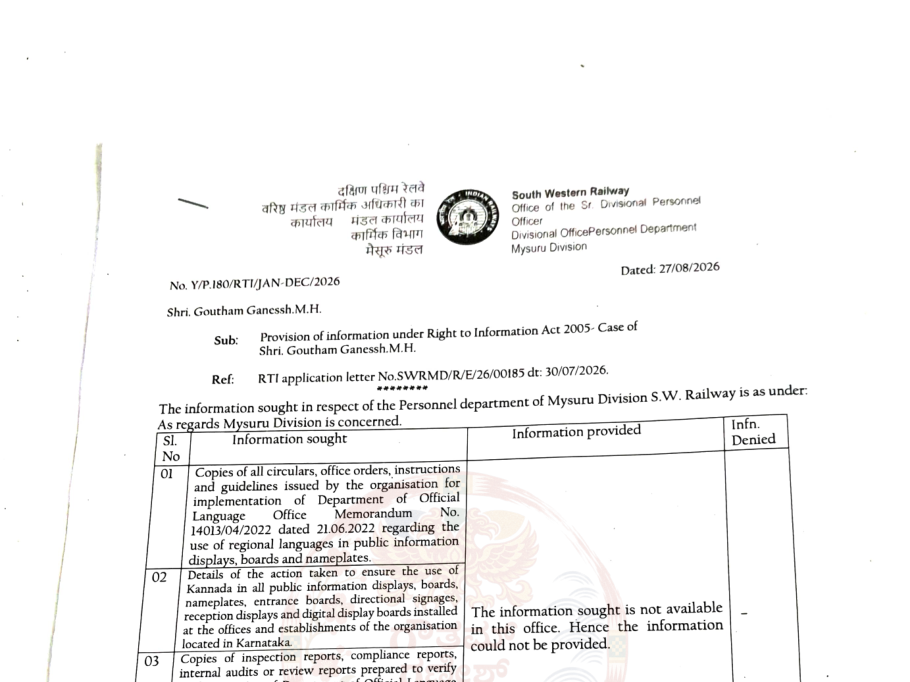 दक्षिण पश्चिम रेलवे
वरिष्ठ मंडल कार्मिक अधिकारी का
कार्यालय मंडल कार्यालय
कार्मिक विभाग
मैसूरु मंडल
INDIAN RAILWAYS
South Western Railway
Office of the Sr. Divisional Personnel
Officer
Divisional OfficePersonnel Department
Mysuru Division
No. Y/P.180/RTI/JAN-DEC/2026
Dated: 27/08/2026
Shri. Goutham Ganessh.M.H.
Sub: Provision of information under Right to Information Act 2005- Case of
Shri. Goutham Ganessh.M.H.
Ref: RTI application letter No.SWRMD/R/E/26/00185 dt: 30/07/2026.
********
The information sought in respect of the Personnel department of Mysuru Division S.W. Railway is as under:
As regards Mysuru Division is concerned.
Sl. No
Information sought
Information provided
Infn. Denied
01
Copies of all circulars, office orders, instructions
and guidelines issued by the organisation for
implementation of Department of Official
Language Office Memorandum No.
14013/04/2022 dated 21.06.2022 regarding the
use of regional languages in public information
displays, boards and nameplates.
02
Details of the action taken to ensure the use of
Kannada in all public information displays, boards,
nameplates, entrance boards, directional signages,
reception displays and digital display boards installed
at the offices and establishments of the organisation
located in Karnataka.
The information sought is not available
in this office. Hence the information
could not be provided.
–
03
Copies of inspection reports, compliance reports,
internal audits or review reports prepared to verify